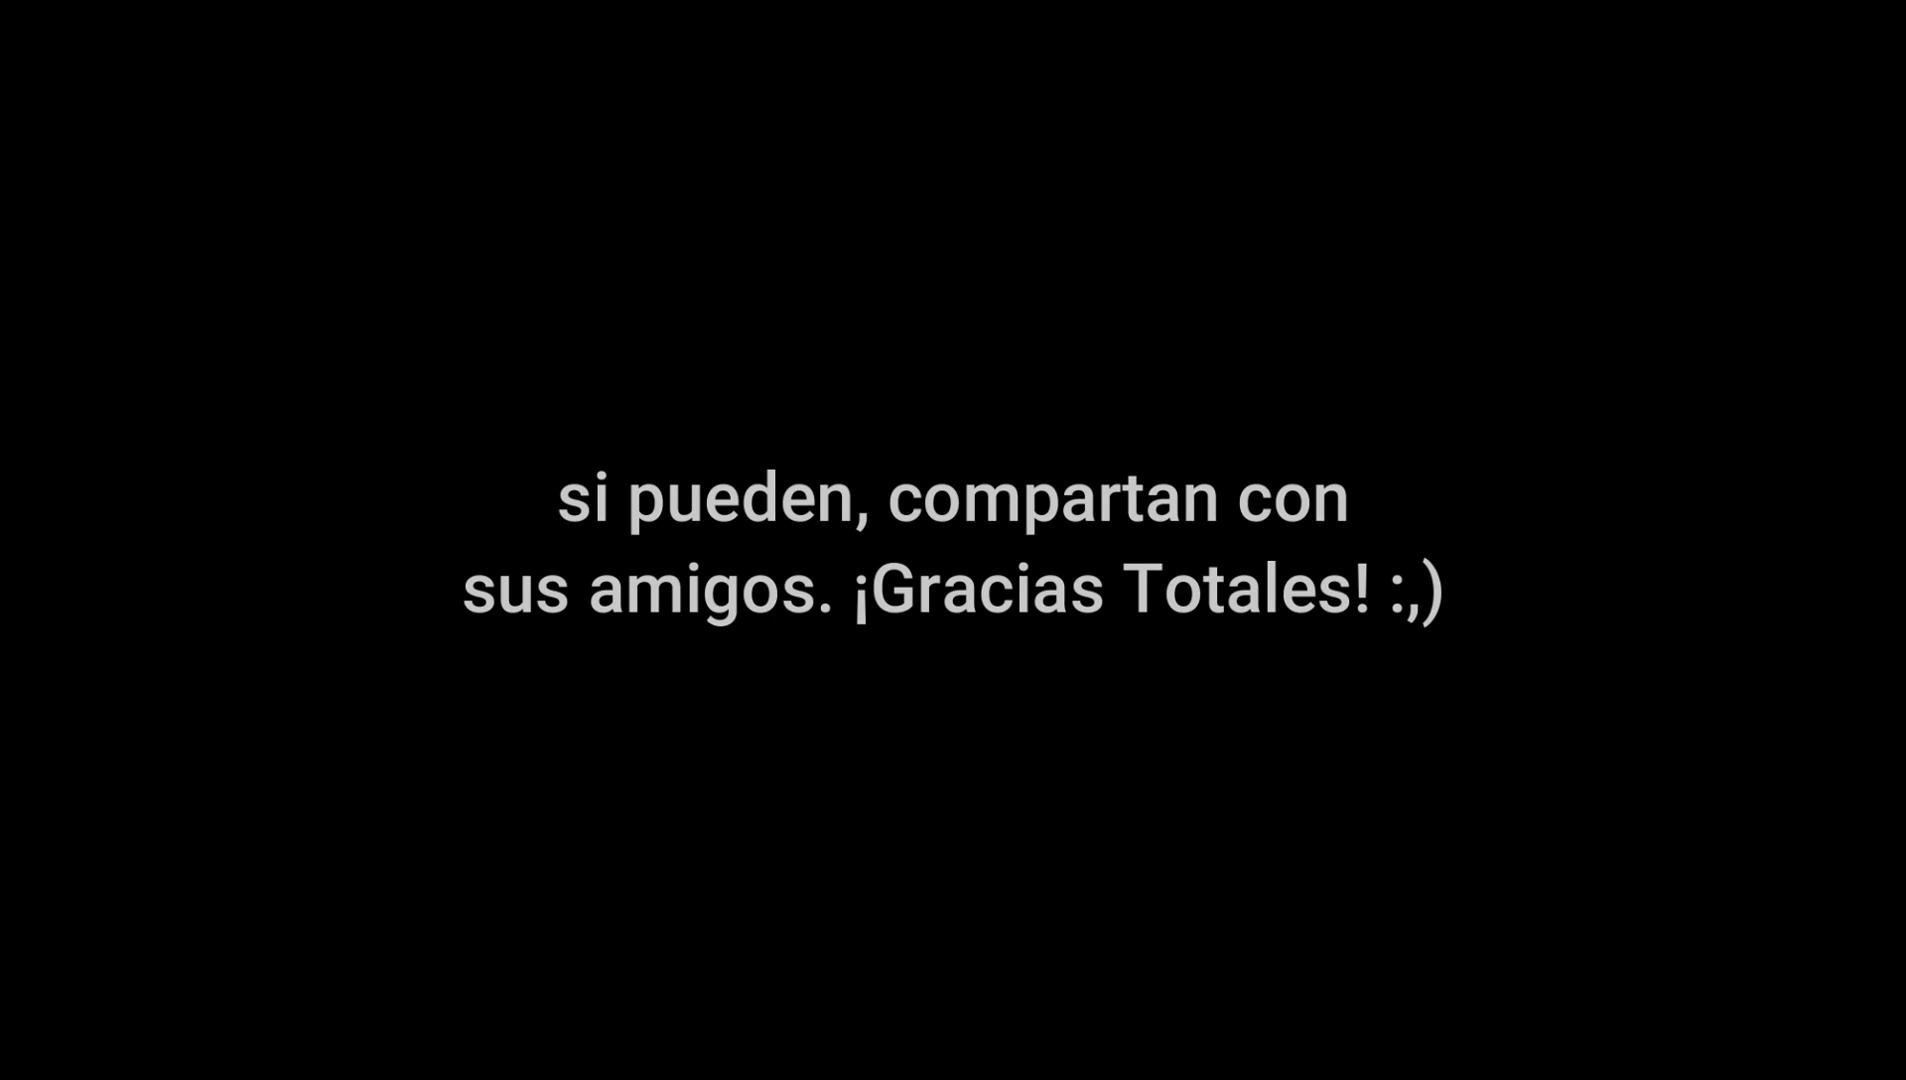 si pueden, compartan con
sus amigos. ¡Gracias Totales! :,)